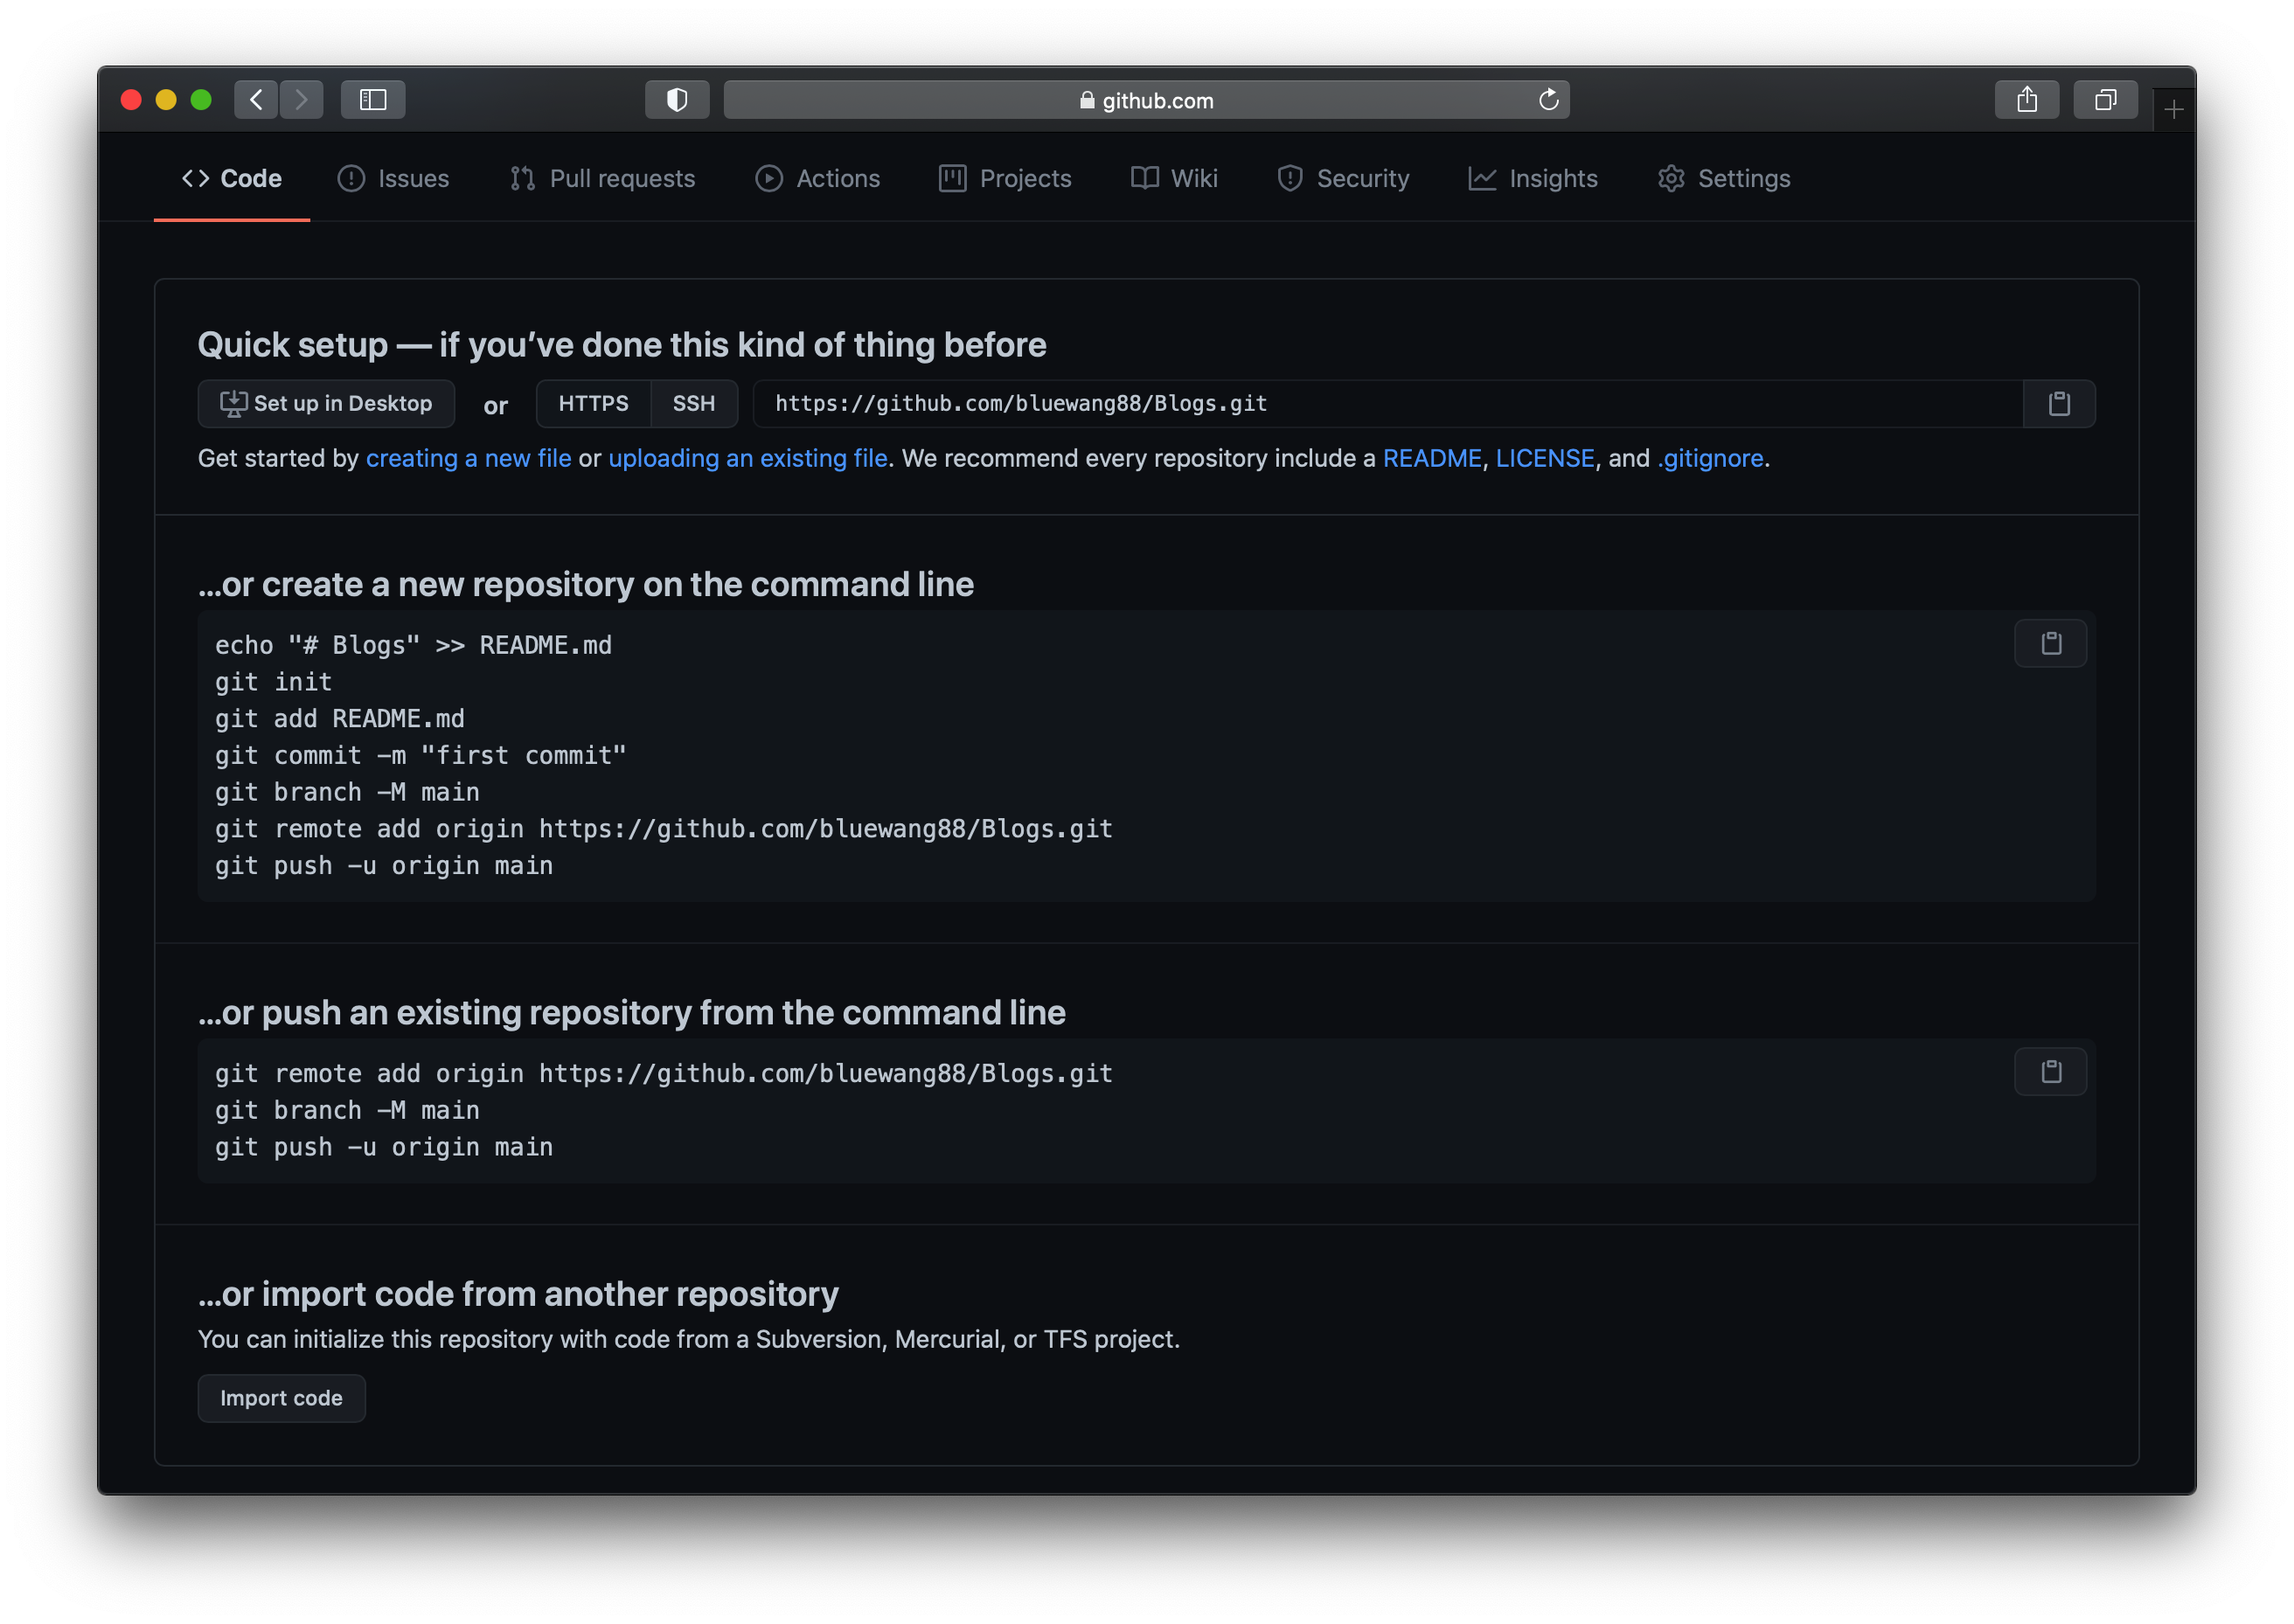 github.com
Code Issues Pull requests Actions Projects Wiki Security Insights Settings
Quick setup — if you’ve done this kind of thing before
Set up in Desktop or HTTPS SSH https://github.com/bluewang88/Blogs.git
Get started by creating a new file or uploading an existing file. We recommend every repository include a README, LICENSE, and .gitignore.
…or create a new repository on the command line
echo "# Blogs" >> README.md
git init
git add README.md
git commit -m "first commit"
git branch -M main
git remote add origin https://github.com/bluewang88/Blogs.git
git push -u origin main
…or push an existing repository from the command line
git remote add origin https://github.com/bluewang88/Blogs.git
git branch -M main
git push -u origin main
…or import code from another repository
You can initialize this repository with code from a Subversion, Mercurial, or TFS project.
Import code